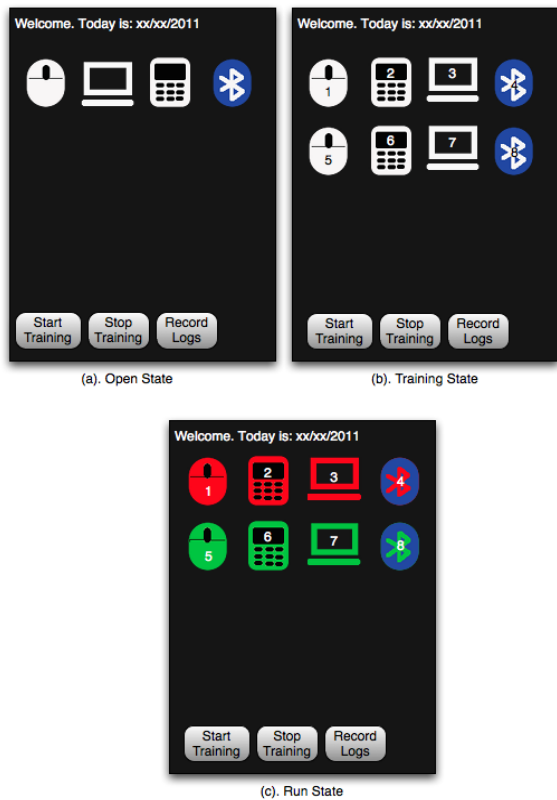 Welcome. Today is: xx/xx/2011
Start Training
Stop Training
Record Logs
(a). Open State
Welcome. Today is: xx/xx/2011
1 2 3 4
5 6 7 8
Start Training
Stop Training
Record Logs
(b). Training State
Welcome. Today is: xx/xx/2011
1 2 3 4
5 6 7 8
Start Training
Stop Training
Record Logs
(c). Run State